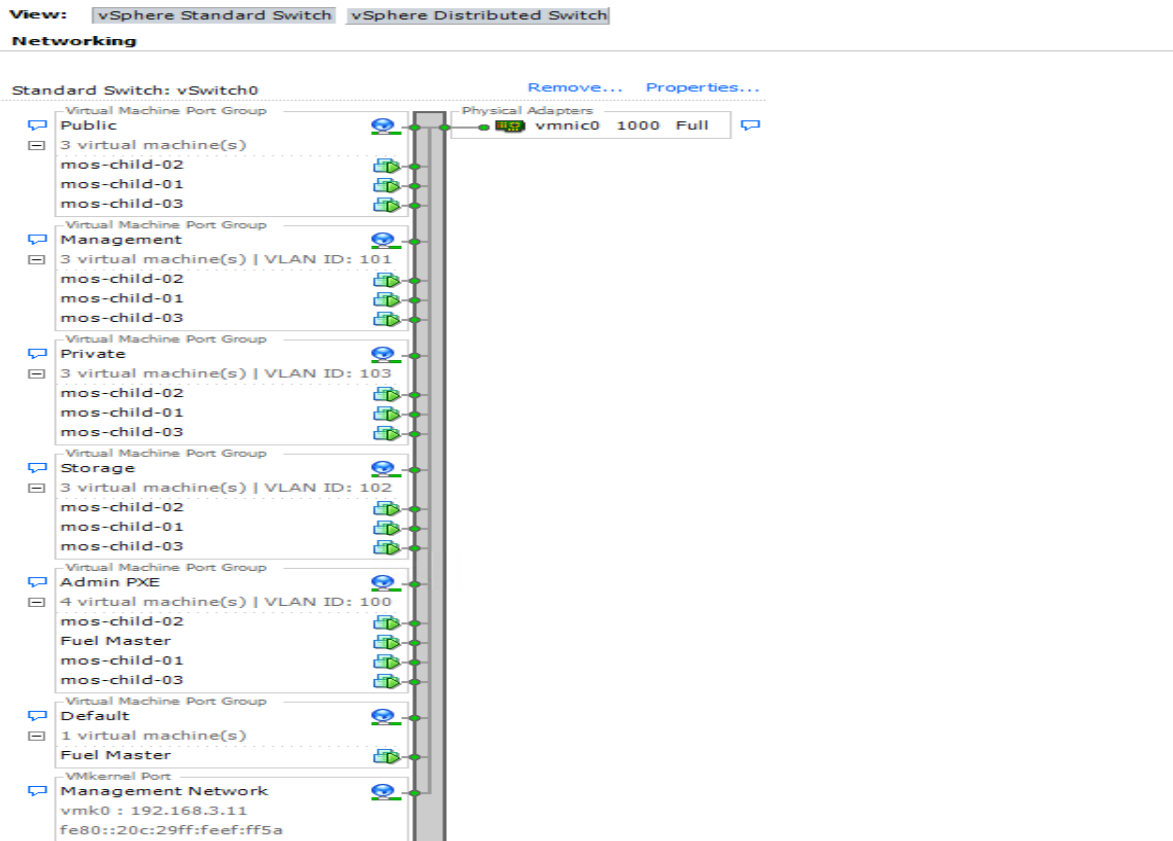 View: vSphere Standard Switch vSphere Distributed Switch
Networking
Standard Switch: vSwitch0 Remove... Properties...
Virtual Machine Port Group Physical Adapters
Public vmnic0 1000 Full
3 virtual machine(s)
mos-child-02
mos-child-01
mos-child-03
Virtual Machine Port Group
Management
3 virtual machine(s) | VLAN ID: 101
mos-child-02
mos-child-01
mos-child-03
Virtual Machine Port Group
Private
3 virtual machine(s) | VLAN ID: 103
mos-child-02
mos-child-01
mos-child-03
Virtual Machine Port Group
Storage
3 virtual machine(s) | VLAN ID: 102
mos-child-02
mos-child-01
mos-child-03
Virtual Machine Port Group
Admin PXE
4 virtual machine(s) | VLAN ID: 100
mos-child-02
Fuel Master
mos-child-01
mos-child-03
Virtual Machine Port Group
Default
1 virtual machine(s)
Fuel Master
VMkernel Port
Management Network
vmk0 : 192.168.3.11
fe80::20c:29ff:feef:ff5a